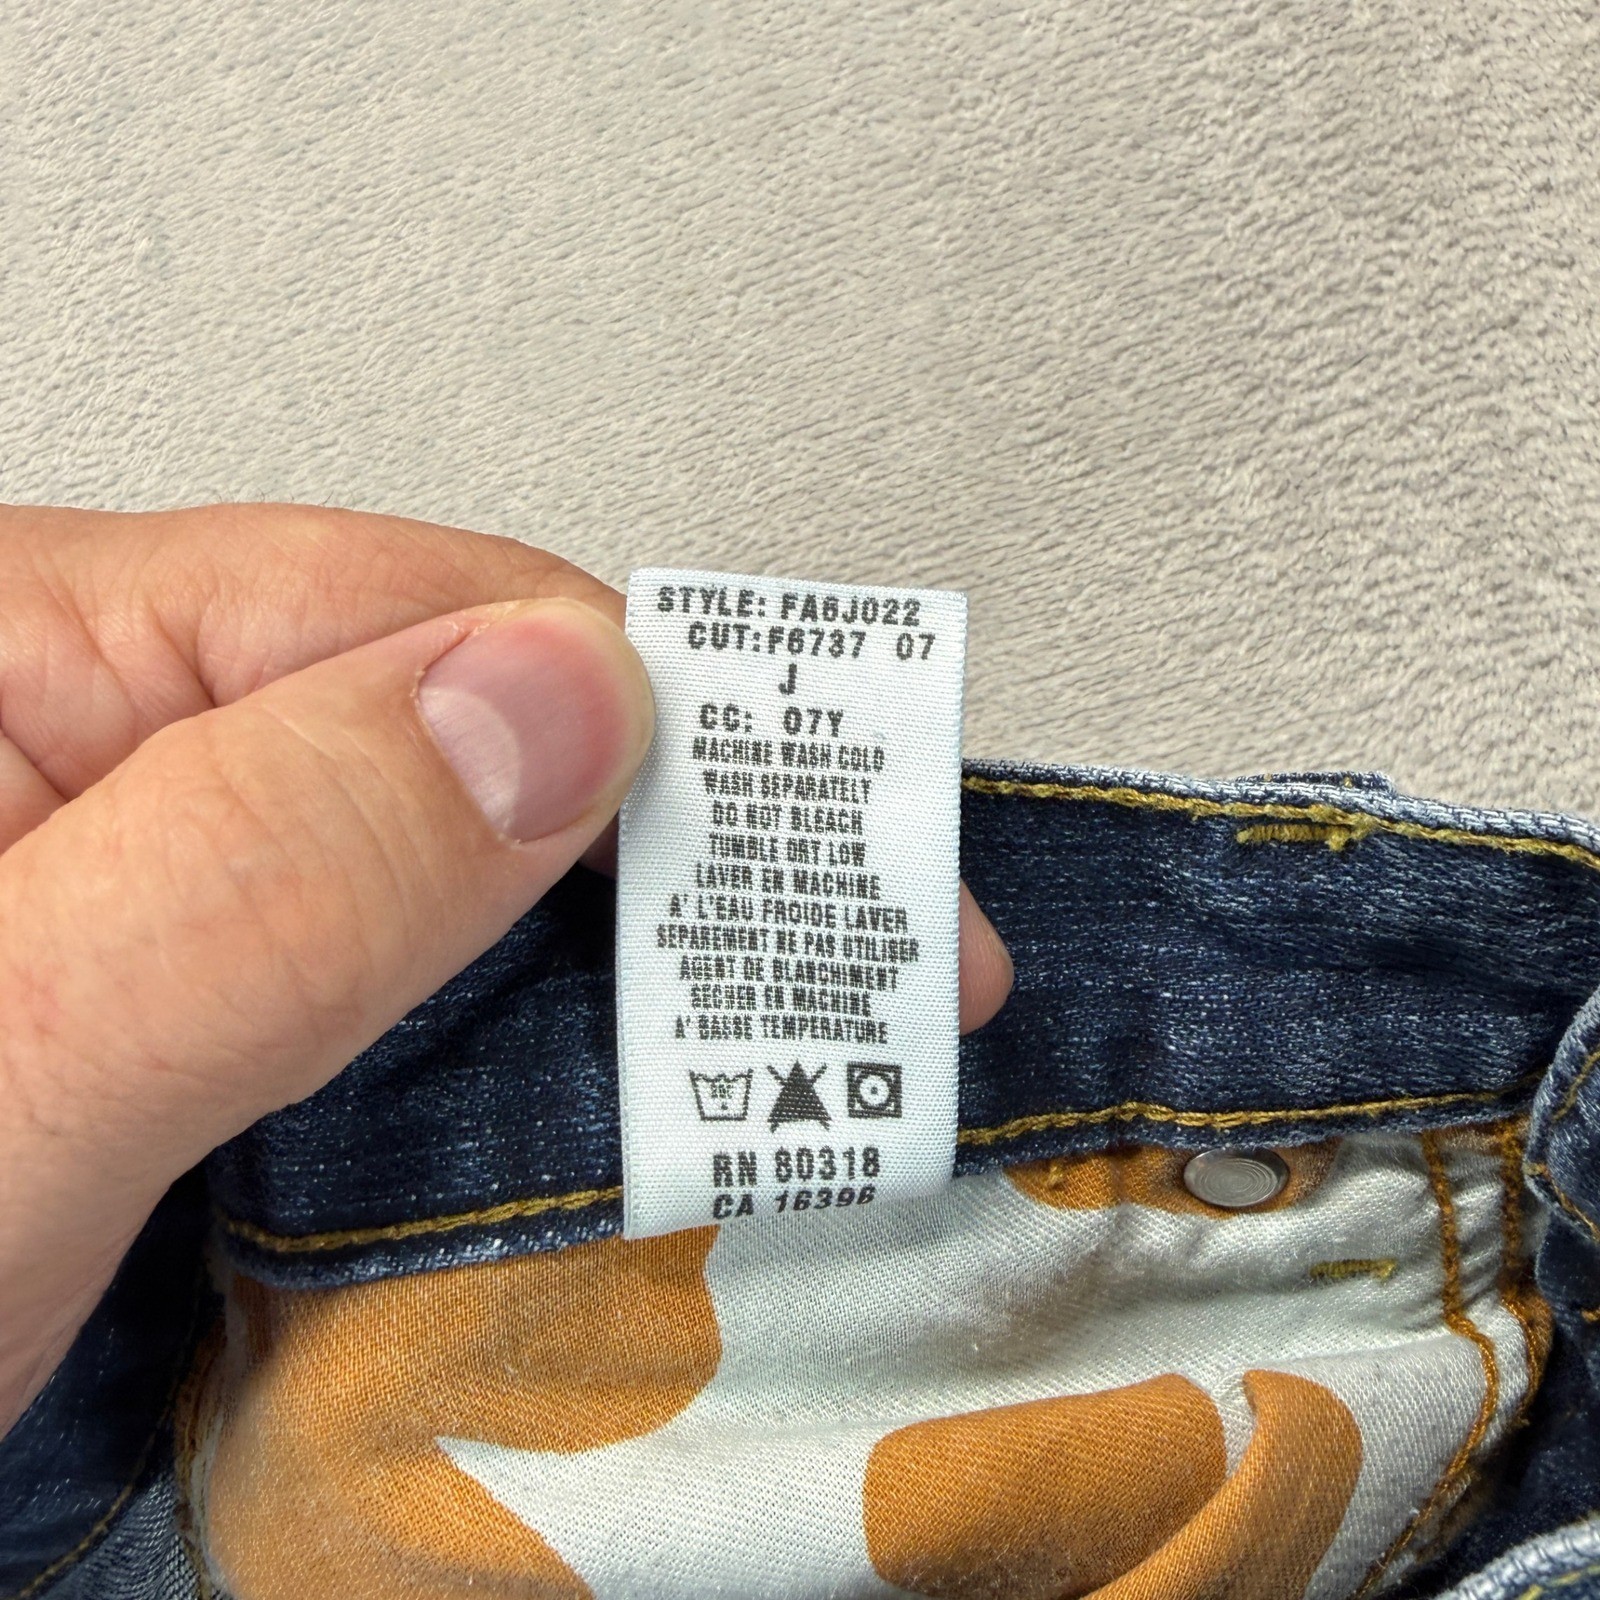 STYLE: FA6J022
CUT:F6737 07
J
CC: 07Y
MACHINE WASH COLD
WASH SEPARATELY
DO NOT BLEACH
TUMBLE DRY LOW
LAVER EN MACHINE
A' L'EAU FROIDE LAVER
SEPAREMENT NE PAS UTILISER
AGENT DE BLANCHIMENT
SECHER EN MACHINE
A' BASSE TEMPERATURE
RN 80318
CA 16396